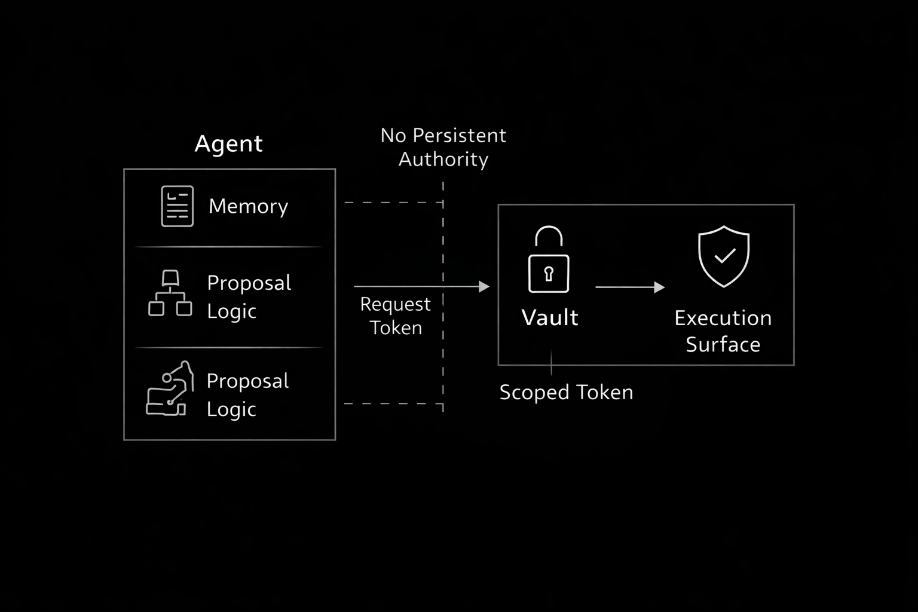 Agent
Memory
Proposal
Logic
Proposal
Logic
No Persistent
Authority
Request
Token
Vault
Execution
Surface
Scoped Token